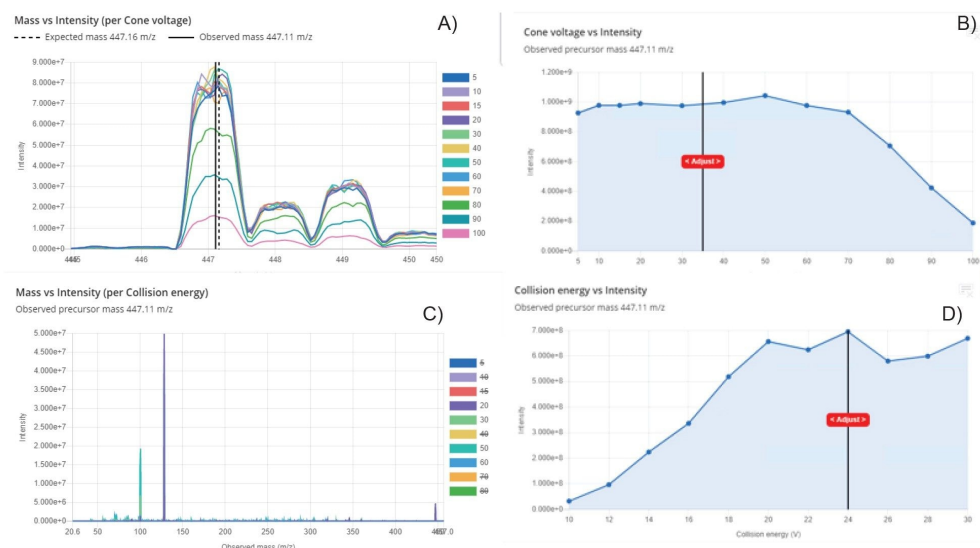 Mass vs Intensity (per Cone voltage)
A)
Expected mass 447.16 m/z
Observed mass 447.11 m/z
9.000e+7
8.000e+7
7.000e+7
6.000e+7
5.000e+7
4.000e+7
3.000e+7
2.000e+7
1.000e+7
0.000e+0
Intensity
446
447
448
449
450
450
5
10
15
20
30
40
50
60
70
80
90
100
B)
Cone voltage vs Intensity
Observed precursor mass 447.11 m/z
1.200e+9
1.000e+9
8.000e+8
6.000e+8
4.000e+8
2.000e+8
0.000e+0
Intensity
< Adjust >
5
10
20
30
40
50
60
70
80
90
100
Mass vs Intensity (per Collision energy)
Observed precursor mass 447.11 m/z
C)
5.000e+7
4.500e+7
4.000e+7
3.500e+7
3.000e+7
2.500e+7
2.000e+7
1.500e+7
1.000e+7
5.000e+6
0.000e+0
Intensity
20.6
50
100
150
200
250
300
350
400
Observed mass (m/z)
5
10
15
20
30
40
50
60
70
80
Collision energy vs Intensity
Observed precursor mass 447.11 m/z
D)
7.000e+8
6.000e+8
4.000e+8
3.000e+8
2.000e+8
1.000e+8
0.000e+0
Intensity
< Adjust >
10
12
14
16
18
20
22
24
26
28
30
Collision energy (V)